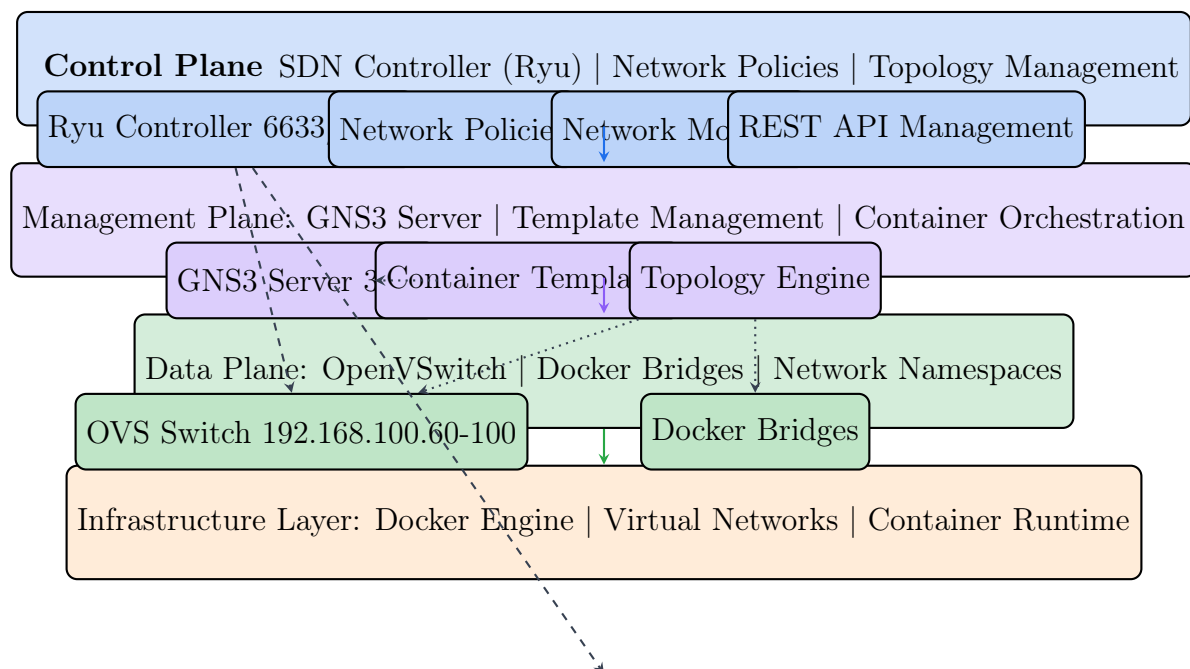 Control Plane SDN Controller (Ryu) | Network Policies | Topology Management
Ryu Controller 6633
Network Policie
Network Mo
REST API Management
Management Plane: GNS3 Server | Template Management | Container Orchestration
GNS3 Server 3
Container Templa
Topology Engine
Data Plane: OpenVSwitch | Docker Bridges | Network Namespaces
OVS Switch 192.168.100.60-100
Docker Bridges
Infrastructure Layer: Docker Engine | Virtual Networks | Container Runtime